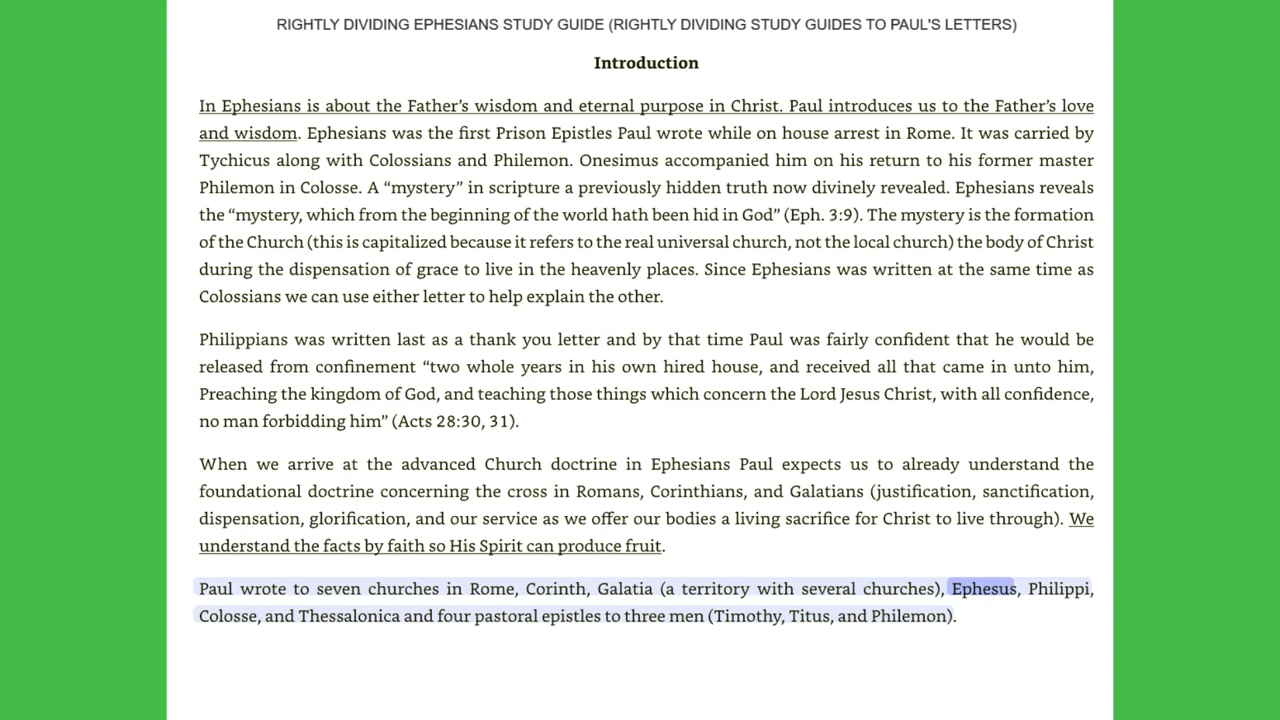 RIGHTLY DIVIDING EPHESIANS STUDY GUIDE (RIGHTLY DIVIDING STUDY GUIDES TO PAUL'S LETTERS)
Introduction
In Ephesians is about the Father’s wisdom and eternal purpose in Christ. Paul introduces us to the Father’s love
and wisdom. Ephesians was the first Prison Epistles Paul wrote while on house arrest in Rome. It was carried by
Tychicus along with Colossians and Philemon. Onesimus accompanied him on his return to his former master
Philemon in Colosse. A “mystery” in scripture a previously hidden truth now divinely revealed. Ephesians reveals
the “mystery, which from the beginning of the world hath been hid in God” (Eph. 3:9). The mystery is the formation
of the Church (this is capitalized because it refers to the real universal church, not the local church) the body of Christ
during the dispensation of grace to live in the heavenly places. Since Ephesians was written at the same time as
Colossians we can use either letter to help explain the other.
Philippians was written last as a thank you letter and by that time Paul was fairly confident that he would be
released from confinement “two whole years in his own hired house, and received all that came in unto him,
Preaching the kingdom of God, and teaching those things which concern the Lord Jesus Christ, with all confidence,
no man forbidding him” (Acts 28:30, 31).
When we arrive at the advanced Church doctrine in Ephesians Paul expects us to already understand the
foundational doctrine concerning the cross in Romans, Corinthians, and Galatians (justification, sanctification,
dispensation, glorification, and our service as we offer our bodies a living sacrifice for Christ to live through). We
understand the facts by faith so His Spirit can produce fruit.
Paul wrote to seven churches in Rome, Corinth, Galatia (a territory with several churches), Ephesus, Philippi,
Colosse, and Thessalonica and four pastoral epistles to three men (Timothy, Titus, and Philemon).